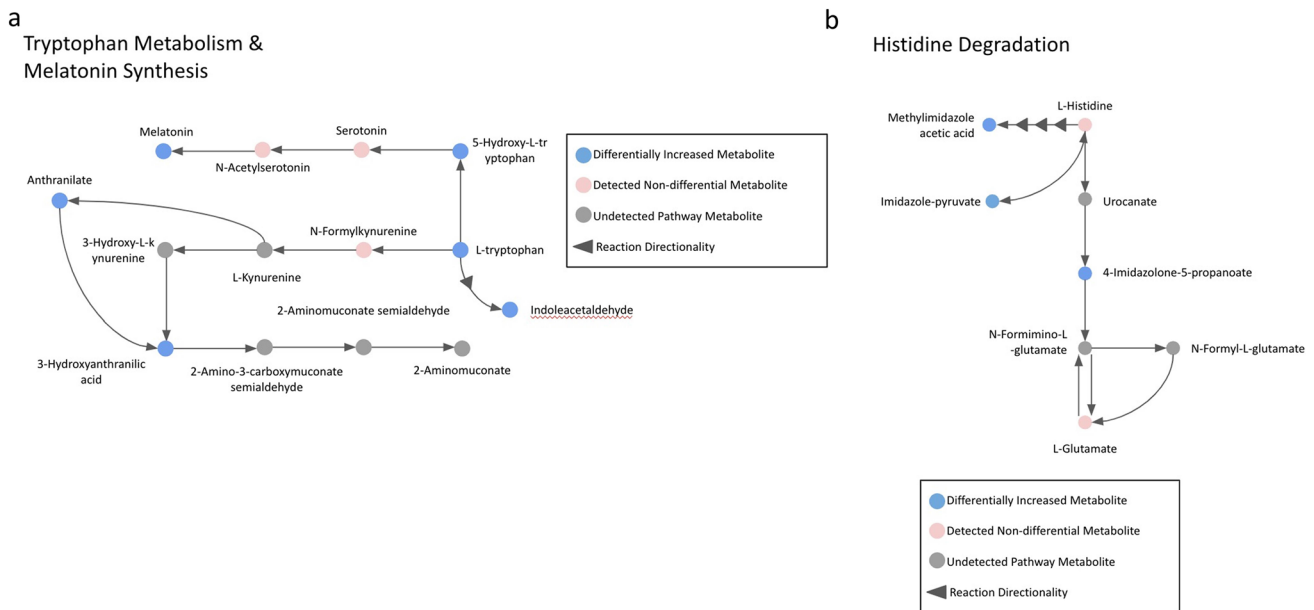 a
Tryptophan Metabolism &
Melatonin Synthesis
Melatonin
Serotonin
5-Hydroxy-L-tr
yptophan
N-Acetylserotonin
Anthranilate
N-Formylkynurenine
3-Hydroxy-L-k
ynurenine
L-Kynurenine
L-tryptophan
2-Aminomuconate semialdehyde
Indoleacetaldehyde
3-Hydroxyanthranilic
acid
2-Amino-3-carboxymuconate
semialdehyde
2-Aminomuconate
Differentially Increased Metabolite
Detected Non-differential Metabolite
Undetected Pathway Metabolite
Reaction Directionality
b
Histidine Degradation
L-Histidine
Methylimidazole
acetic acid
Imidazole-pyruvate
Urocanate
4-Imidazolone-5-propanoate
N-Formimino-L
-glutamate
N-Formyl-L-glutamate
L-Glutamate
Differentially Increased Metabolite
Detected Non-differential Metabolite
Undetected Pathway Metabolite
Reaction Directionality